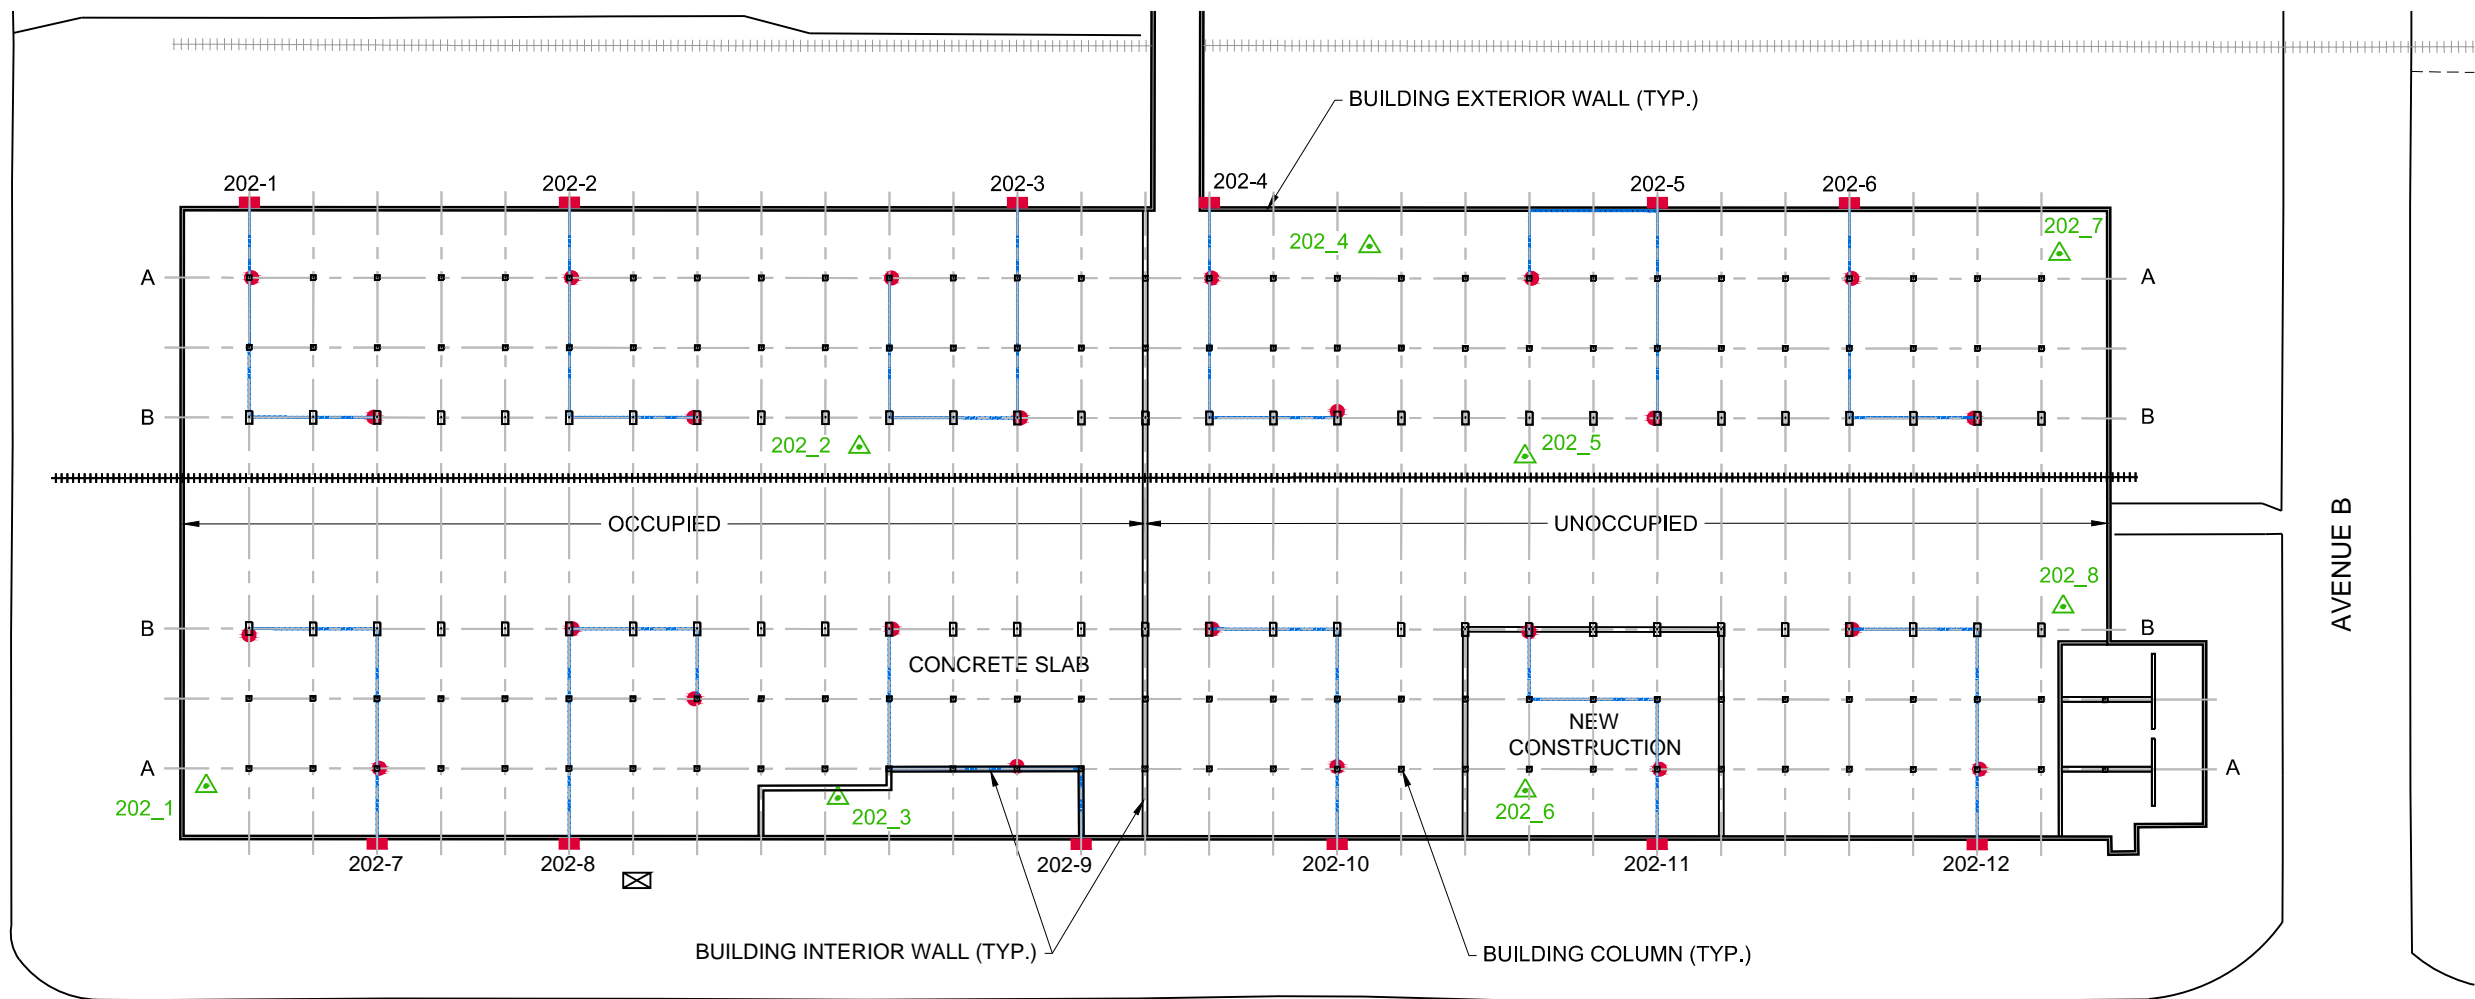 BUILDING EXTERIOR WALL (TYP.)
202-1
202-2
202-3
202-4
202-5
202-6
202_4
202_7
A
A
B
B
202_2
202_5
OCCUPIED
UNOCCUPIED
AVENUE B
202_8
B
B
CONCRETE SLAB
NEW
CONSTRUCTION
A
A
202_1
202_3
202_6
202-7
202-8
202-9
202-10
202-11
202-12
BUILDING INTERIOR WALL (TYP.)
BUILDING COLUMN (TYP.)